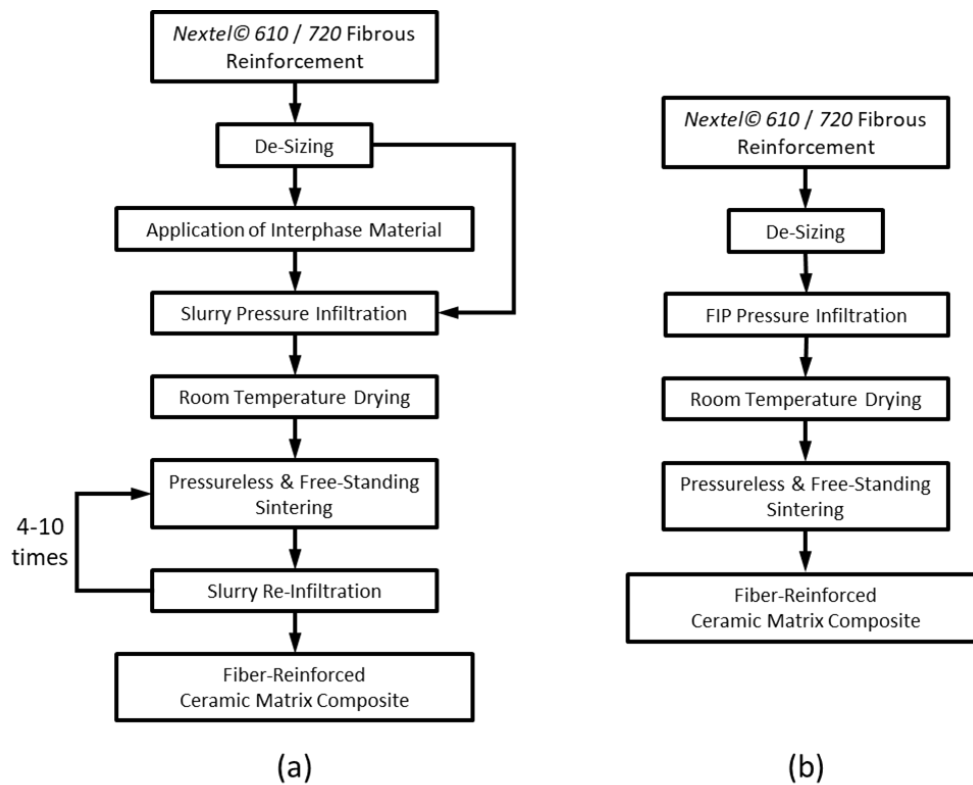 Nextel© 610 / 720 Fibrous
Reinforcement
De-Sizing
Application of Interphase Material
Slurry Pressure Infiltration
Room Temperature Drying
Pressureless & Free-Standing
Sintering
4-10
times
Slurry Re-Infiltration
Fiber-Reinforced
Ceramic Matrix Composite
(a)
Nextel© 610 / 720 Fibrous
Reinforcement
De-Sizing
FIP Pressure Infiltration
Room Temperature Drying
Pressureless & Free-Standing
Sintering
Fiber-Reinforced
Ceramic Matrix Composite
(b)